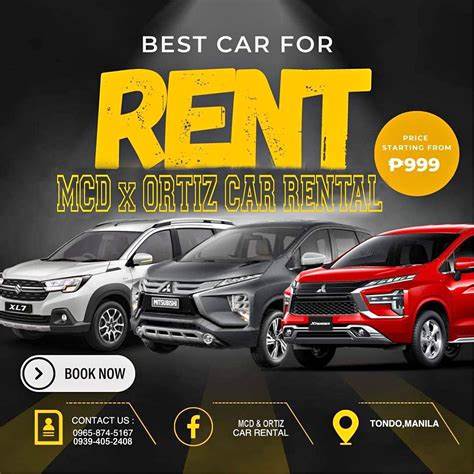 BEST CAR FOR
RENT
MCD x ORTIZ CAR RENTAL
PRICE
STARTING FROM
₱999
XL7
MITSUBISHI
BOOK NOW
CONTACT US :
0965-874-5167
0939-405-2408
MCD & ORTIZ
CAR RENTAL
TONDO,MANILA